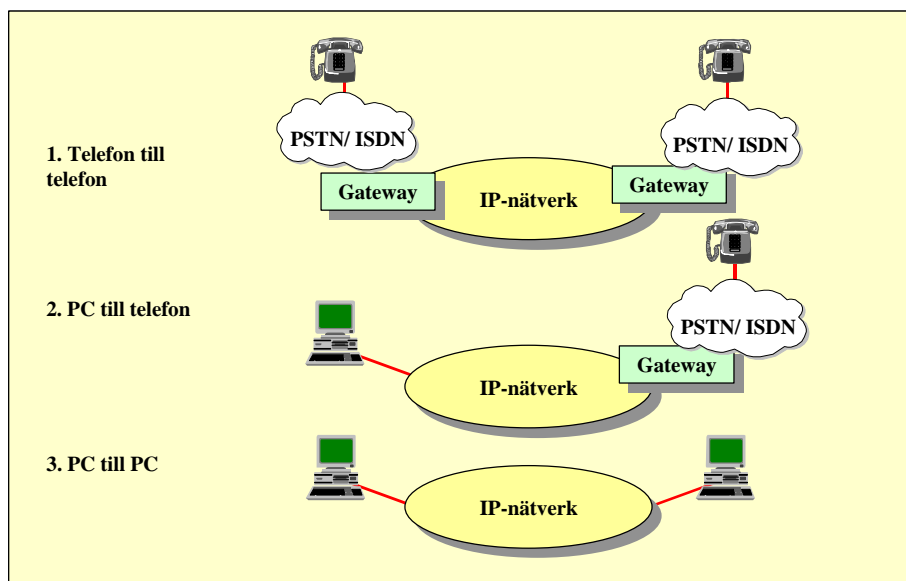 PSTN/ ISDN
PSTN/ ISDN
1. Telefon till
telefon
Gateway
IP-nätverk
Gateway
2. PC till telefon
PSTN/ ISDN
IP-nätverk
Gateway
3. PC till PC
IP-nätverk